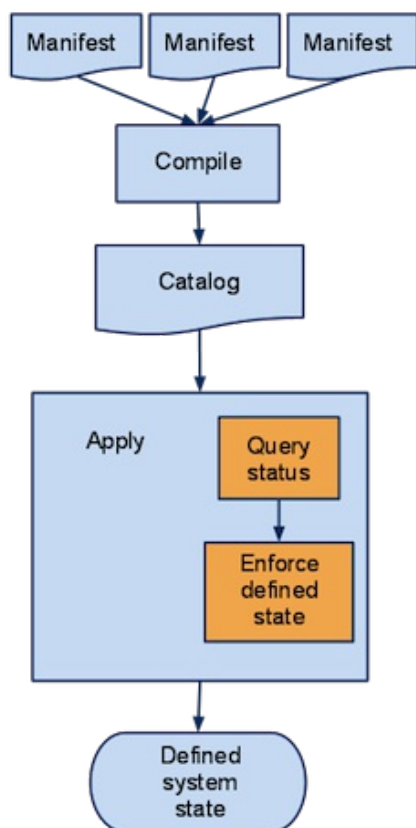 Manifest
Manifest
Manifest
Compile
Catalog
Apply
Query
status
Enforce
defined
state
Defined
system
state